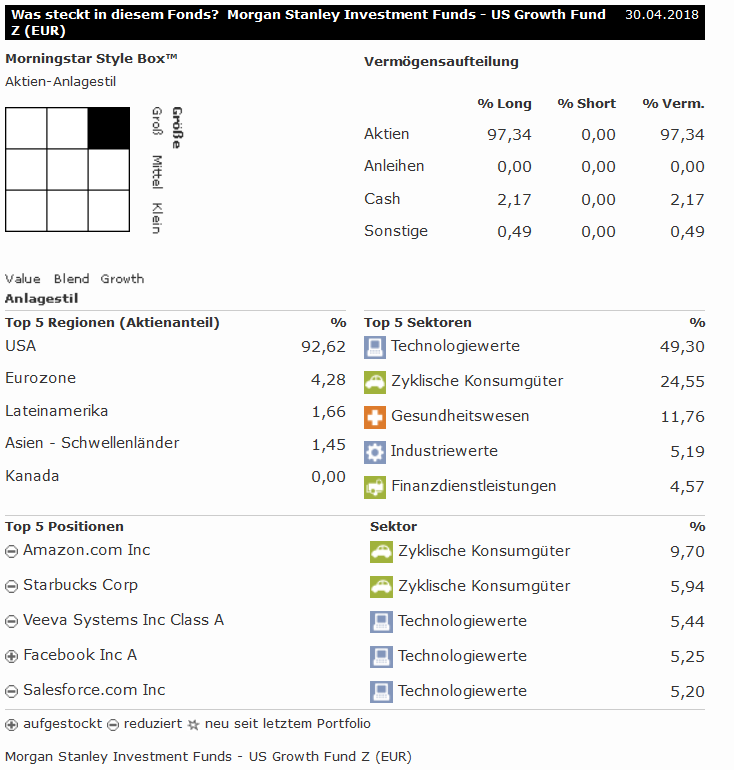 Was steckt in diesem Fonds? Morgan Stanley Investment Funds - US Growth Fund 30.04.2018
Z (EUR)
Morningstar Style Box™
Aktien-Anlagestil
Größe
Groß Mittel Klein
Value Blend Growth
Anlagestil
Vermögensaufteilung
% Long % Short % Verm.
Aktien 97,34 0,00 97,34
Anleihen 0,00 0,00 0,00
Cash 2,17 0,00 2,17
Sonstige 0,49 0,00 0,49
Top 5 Regionen (Aktienanteil) %
USA 92,62
Eurozone 4,28
Lateinamerika 1,66
Asien - Schwellenländer 1,45
Kanada 0,00
Top 5 Sektoren %
Technologiewerte 49,30
Zyklische Konsumgüter 24,55
Gesundheitswesen 11,76
Industriewerte 5,19
Finanzdienstleistungen 4,57
Top 5 Positionen Sektor %
Amazon.com Inc Zyklische Konsumgüter 9,70
Starbucks Corp Zyklische Konsumgüter 5,94
Veeva Systems Inc Class A Technologiewerte 5,44
Facebook Inc A Technologiewerte 5,25
Salesforce.com Inc Technologiewerte 5,20
aufgestockt reduziert neu seit letztem Portfolio
Morgan Stanley Investment Funds - US Growth Fund Z (EUR)